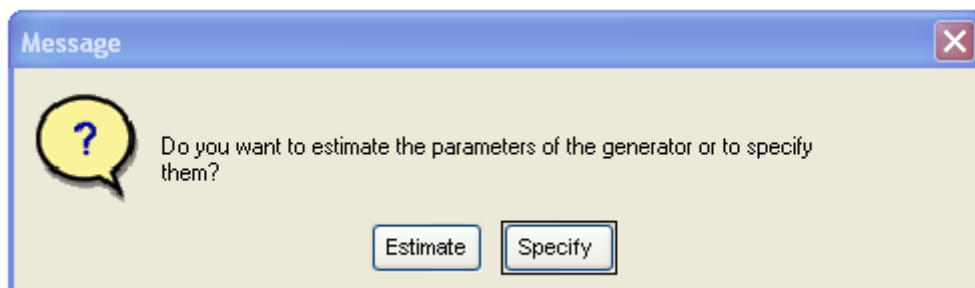 Message
?
Do you want to estimate the parameters of the generator or to specify
them?
Estimate Specify